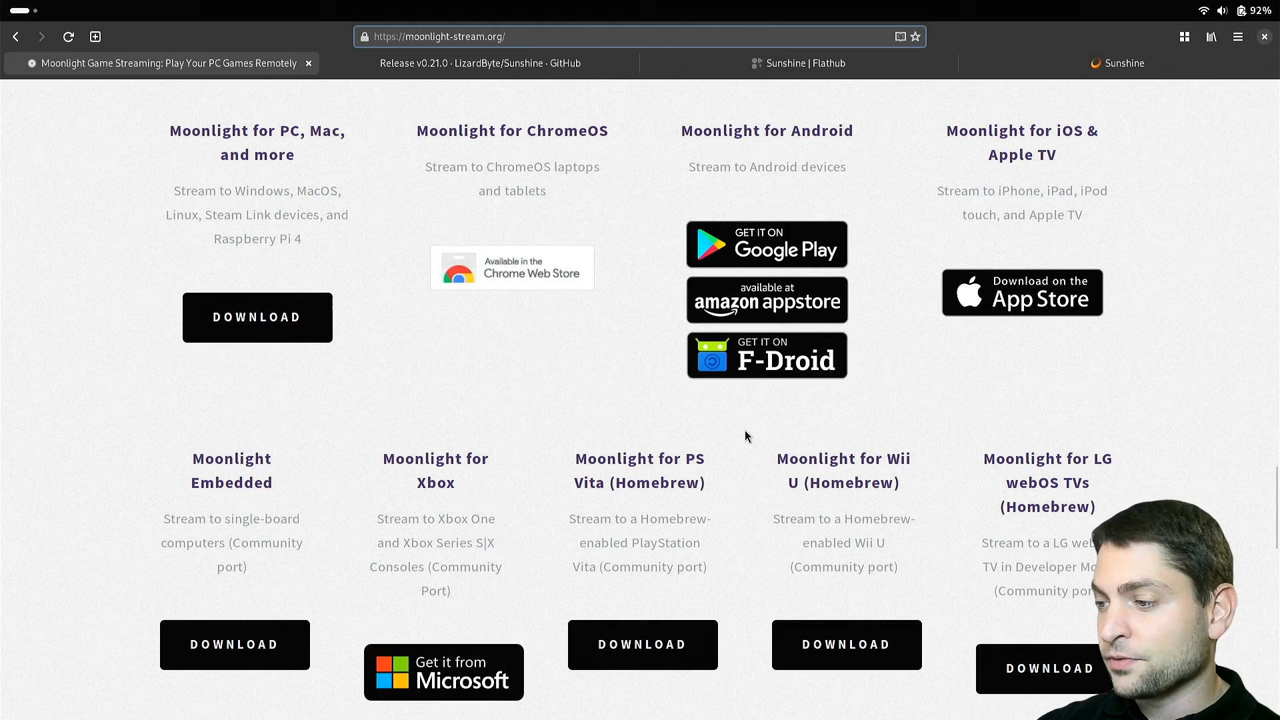 92%
https://moonlight-stream.org/
Moonlight Game Streaming: Play Your PC Games Remotely
Release v0.21.0 · LizardByte/Sunshine · GitHub
Sunshine | Flathub
Sunshine
Moonlight for PC, Mac,
and more
Stream to Windows, MacOS,
Linux, Steam Link devices, and
Raspberry Pi 4
DOWNLOAD
Moonlight for ChromeOS
Stream to ChromeOS laptops
and tablets
Available in the
Chrome Web Store
Moonlight for Android
Stream to Android devices
GET IT ON
Google Play
available at
amazon appstore
GET IT ON
F-Droid
Moonlight for iOS &
Apple TV
Stream to iPhone, iPad, iPod
touch, and Apple TV
Download on the
App Store
Moonlight
Embedded
Stream to single-board
computers (Community
port)
DOWNLOAD
Moonlight for
Xbox
Stream to Xbox One
and Xbox Series S|X
Consoles (Community
Port)
Get it from
Microsoft
Moonlight for PS
Vita (Homebrew)
Stream to a Homebrew-
enabled PlayStation
Vita (Community port)
DOWNLOAD
Moonlight for Wii
U (Homebrew)
Stream to a Homebrew-
enabled Wii U
(Community port)
DOWNLOAD
Moonlight for LG
webOS TVs
(Homebrew)
Stream to a LG
TV in Developer
(Community port)
DOWNLOAD